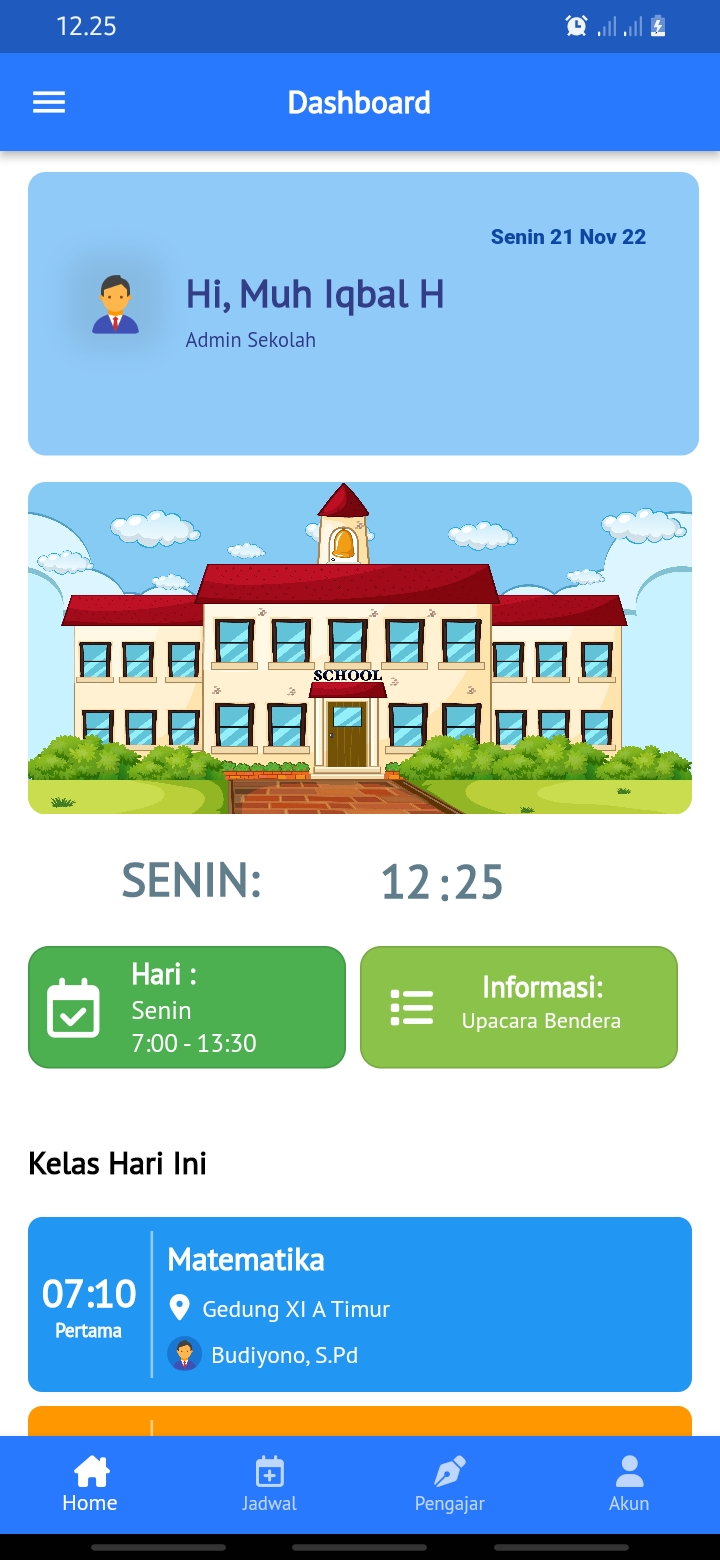 12.25
Dashboard
Senin 21 Nov 22
Hi, Muh Iqbal H
Admin Sekolah
SCHOOL
SENIN: 12:25
Hari :
Senin
7:00 - 13:30
Informasi:
Upacara Bendera
Kelas Hari Ini
07:10
Pertama
Matematika
Gedung XI A Timur
Budiyono, S.Pd
Home
Jadwal
Pengajar
Akun